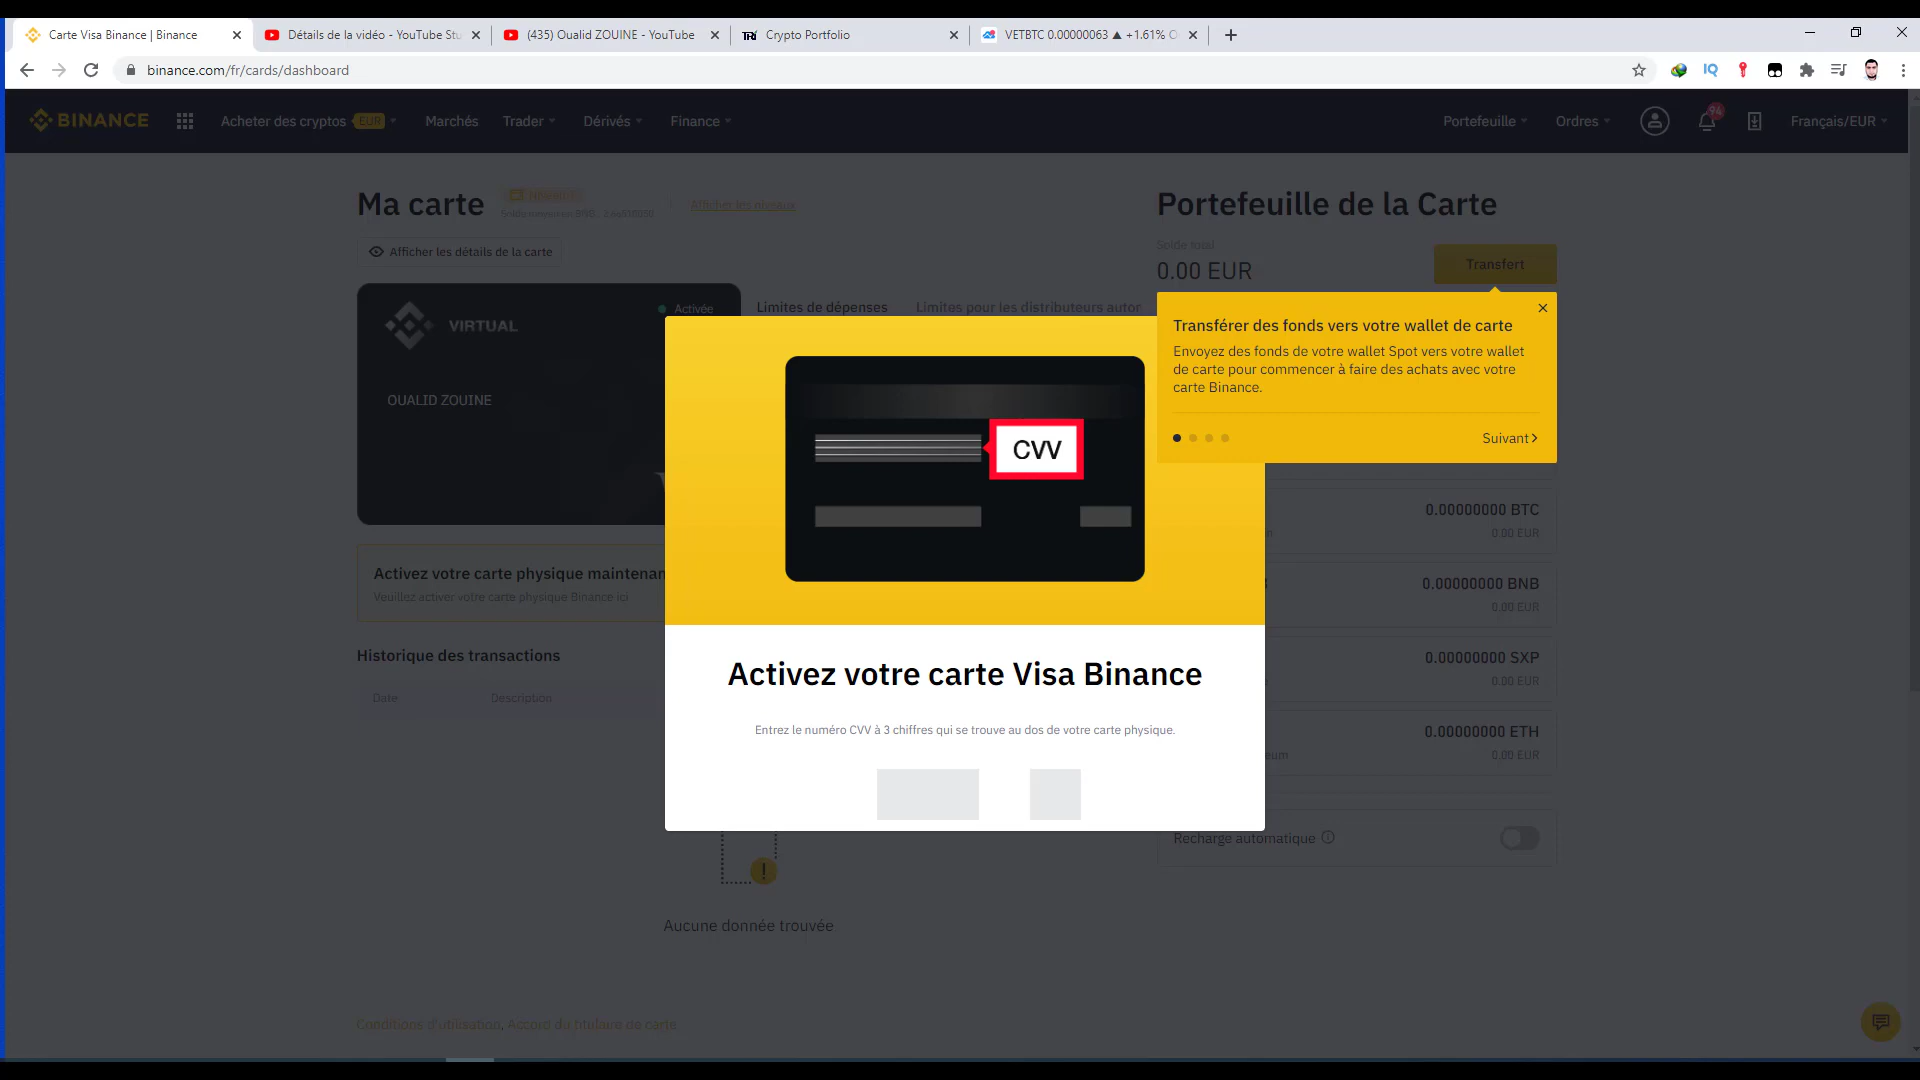 Carte Visa Binance | Binance
Détails de la vidéo - YouTube Stu
(435) Oualid ZOUINE - YouTube
Crypto Portfolio
VETBTC 0.00000063 ▲ +1.61%
binance.com/fr/cards/dashboard
IQ
BINANCE
Acheter des cryptos EUR
Marchés
Trader
Dérivés
Finance
Portefeuille
Ordres
94
Français/EUR
Ma carte
Afficher les niveaux
Afficher les détails de la carte
VIRTUAL
Activée
OUALID ZOUINE
Limites de dépenses
Limites pour les distributeurs autor
Portefeuille de la Carte
Solde total
0.00 EUR
Transfert
Transférer des fonds vers votre wallet de carte
Envoyez des fonds de votre wallet Spot vers votre wallet
de carte pour commencer à faire des achats avec votre
carte Binance.
Suivant
CVV
Activez votre carte Visa Binance
Entrez le numéro CVV à 3 chiffres qui se trouve au dos de votre carte physique.
Activez votre carte physique maintenan
Veuillez activer votre carte physique Binance ici
Historique des transactions
Date
Description
Aucune donnée trouvée
0.00000000 BTC
0.00 EUR
0.00000000 BNB
0.00 EUR
0.00000000 SXP
0.00 EUR
0.00000000 ETH
eum
0.00 EUR
Recharge automatique
Conditions d'utilisation, Accord du titulaire de carte